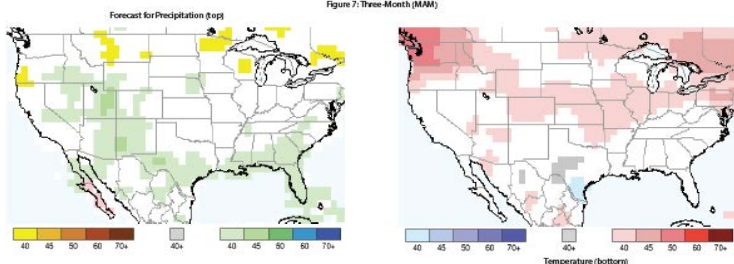 Figure 7: Three-Month (MAM)
Forecast for Precipitation (top)
40 45 50 60 70+ 40+ 40 45 50 60 70+
40 45 50 60 70+ 40+ 40 45 50 60 70+
Temperature (bottom)